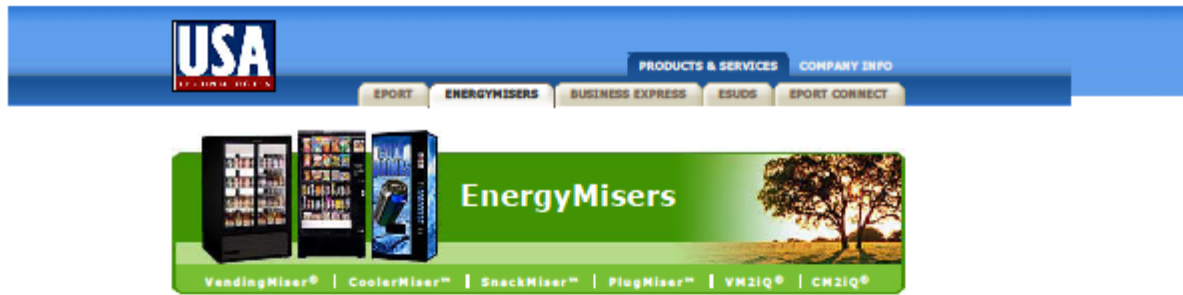 USA
TECHNOLOGIES
PRODUCTS & SERVICES COMPANY INFO
EPORT ENERGYMISERS BUSINESS EXPRESS ESUDS EPORT CONNECT
EnergyMisers
VendingMiser® | CoolerMiser™ | SnackMiser™ | PlugMiser™ | VM2iQ® | CM2iQ®